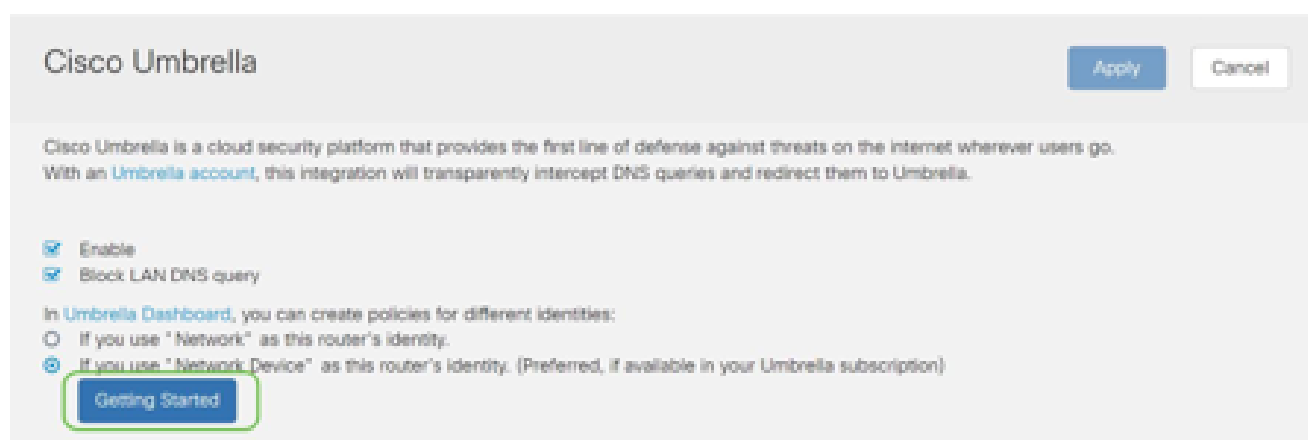 Cisco Umbrella
Apply
Cancel
Cisco Umbrella is a cloud security platform that provides the first line of defense against threats on the internet wherever users go.
With an Umbrella account, this integration will transparently intercept DNS queries and redirect them to Umbrella.
Enable
Block LAN DNS query
In Umbrella Dashboard, you can create policies for different identities:
If you use "Network" as this router's identity.
If you use "Network Device" as this router's identity. (Preferred, if available in your Umbrella subscription)
Getting Started